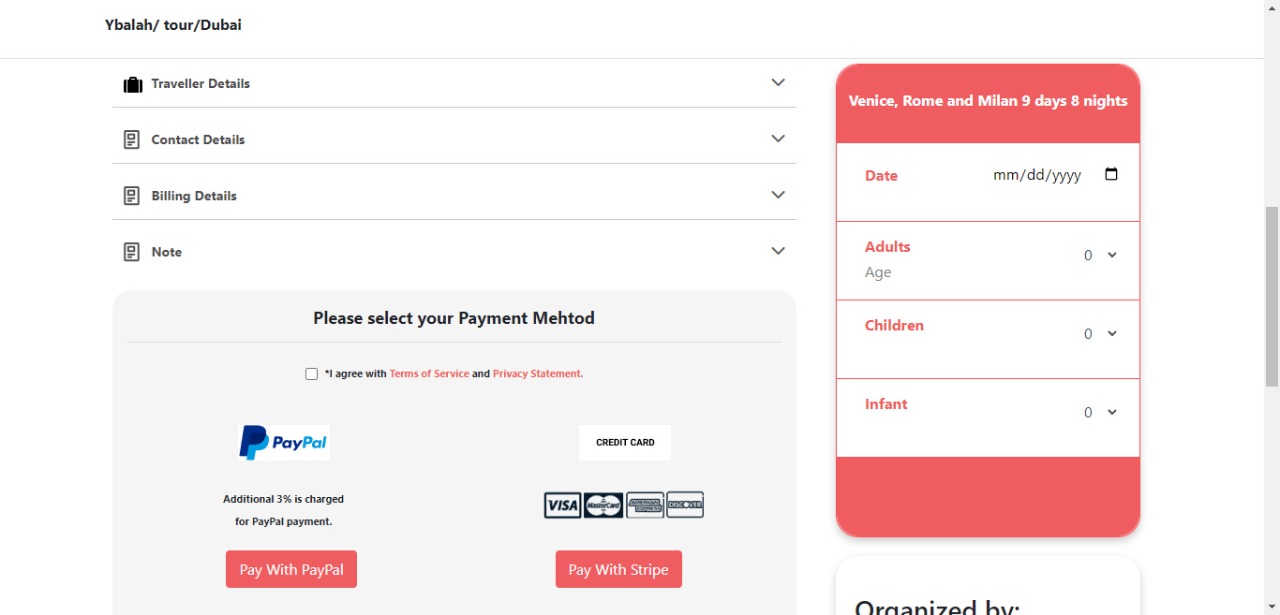 Ybalah/ tour/Dubai
Traveller Details
Contact Details
Billing Details
Note
Please select your Payment Mehtod
*I agree with Terms of Service and Privacy Statement.
PayPal
Additional 3% is charged
for PayPal payment.
Pay With PayPal
CREDIT CARD
VISA MasterCard AMERICAN EXPRESS DISCOVER
Pay With Stripe
Venice, Rome and Milan 9 days 8 nights
Date mm/dd/yyyy
Adults 0
Age
Children 0
Infant 0
Organized by: